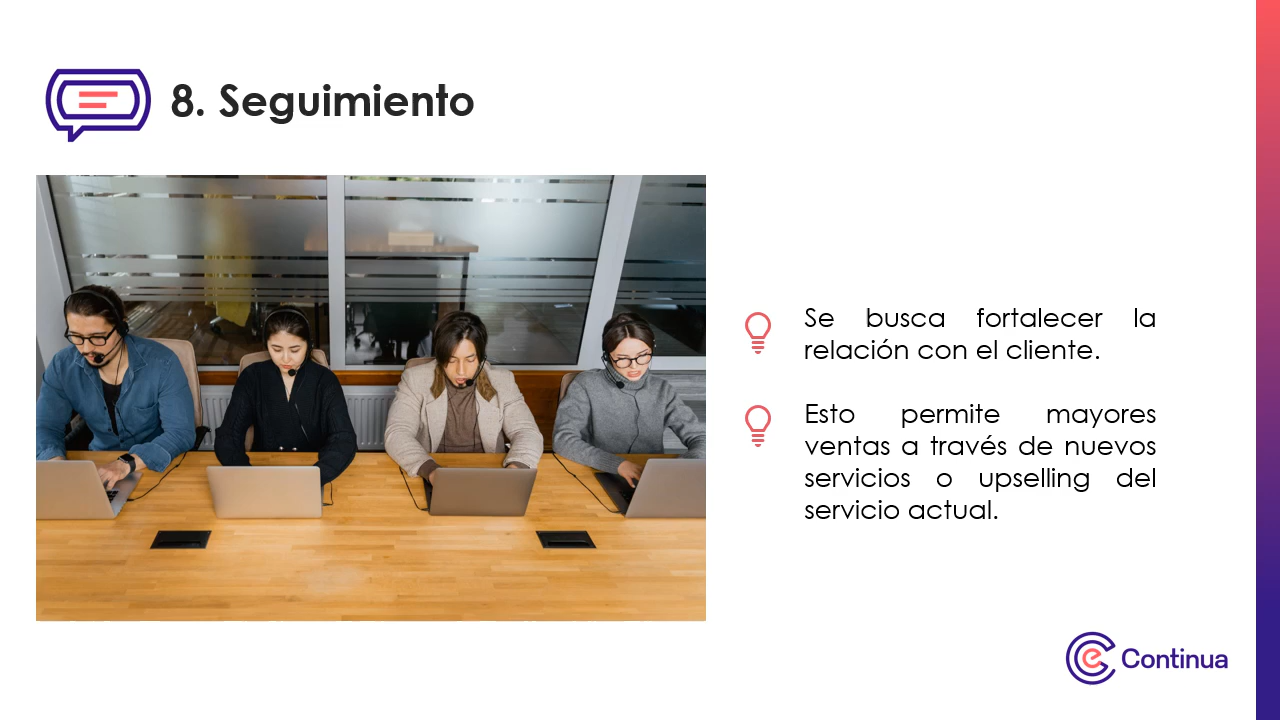 8. Seguimiento
Se busca fortalecer la
relación con el cliente.
Esto permite mayores
ventas a través de nuevos
servicios o upselling del
servicio actual.
Continua